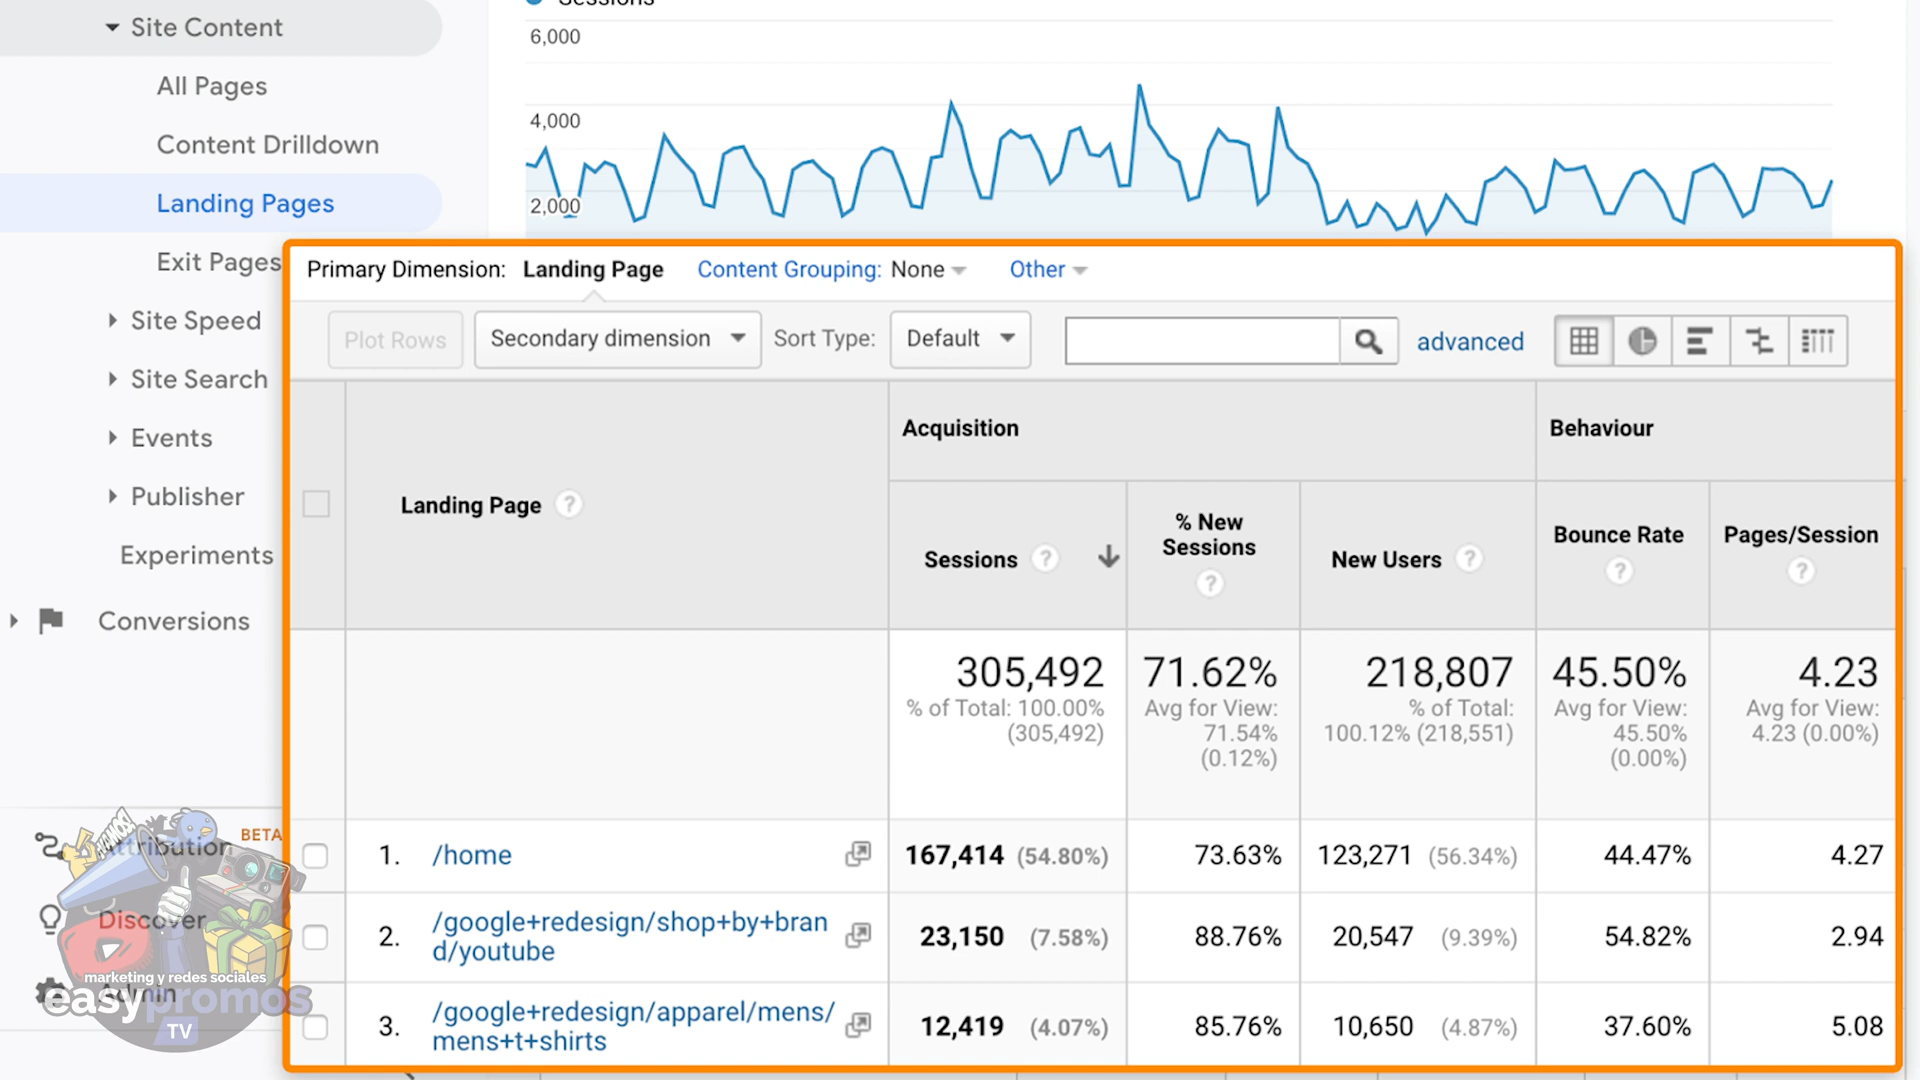 Site Content
All Pages
Content Drilldown
Landing Pages
Exit Pages
Site Speed
Site Search
Events
Publisher
Experiments
Conversions
Attribution BETA
Discover
Admin
Sessions
6,000
4,000
2,000
Primary Dimension: Landing Page Content Grouping: None Other
Plot Rows Secondary dimension Sort Type: Default advanced
Acquisition Behaviour
Landing Page ?
Sessions ?
% New
Sessions
?
New Users ?
Bounce Rate
?
Pages/Session
?
305,492
% of Total: 100.00%
(305,492)
71.62%
Avg for View:
71.54%
(0.12%)
218,807
% of Total:
100.12% (218,551)
45.50%
Avg for View:
45.50%
(0.00%)
4.23
Avg for View:
4.23 (0.00%)
1. /home 167,414 (54.80%) 73.63% 123,271 (56.34%) 44.47% 4.27
2. /google+redesign/shop+by+bran
d/youtube 23,150 (7.58%) 88.76% 20,547 (9.39%) 54.82% 2.94
3. /google+redesign/apparel/mens/
mens+t+shirts 12,419 (4.07%) 85.76% 10,650 (4.87%) 37.60% 5.08
marketing y redes sociales
easypromos
TV